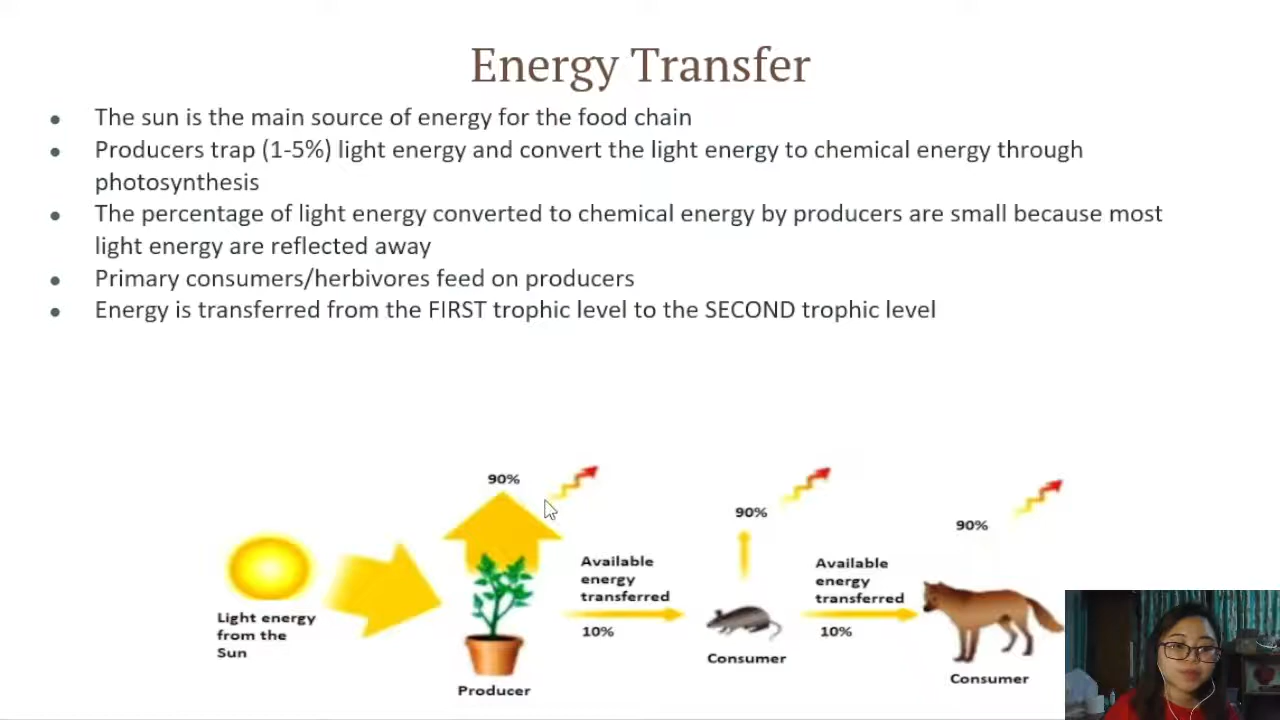 Energy Transfer
• The sun is the main source of energy for the food chain
• Producers trap (1-5%) light energy and convert the light energy to chemical energy through
photosynthesis
• The percentage of light energy converted to chemical energy by producers are small because most
light energy are reflected away
• Primary consumers/herbivores feed on producers
• Energy is transferred from the FIRST trophic level to the SECOND trophic level
90%
90%
90%
Available
energy
transferred
10%
Available
energy
transferred
10%
Light energy
from the
Sun
Producer
Consumer
Consumer